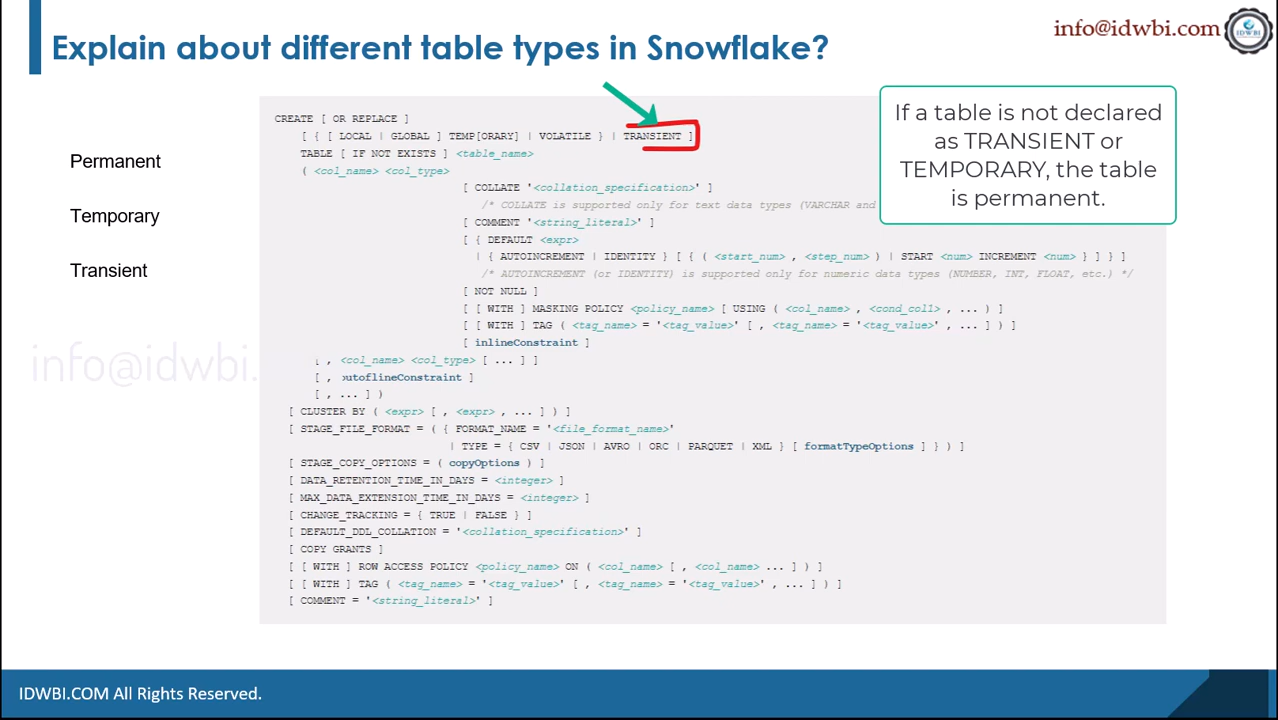 Explain about different table types in Snowflake?
info@idwbi.com
IDWBI
Permanent
Temporary
Transient
If a table is not declared
as TRANSIENT or
TEMPORARY, the table
is permanent.
CREATE [ OR REPLACE ]
[ { [ LOCAL | GLOBAL ] TEMP[ORARY] | VOLATILE } | TRANSIENT ]
TABLE [ IF NOT EXISTS ] <table_name>
( <col_name> <col_type>
[ COLLATE '<collation_specification>' ]
/* COLLATE is supported only for text data types (VARCHAR and
[ COMMENT '<string_literal>' ]
[ { DEFAULT <expr>
| { AUTOINCREMENT | IDENTITY } [ { ( <start_num> , <step_num> ) | START <num> INCREMENT <num> } ] } ]
/* AUTOINCREMENT (or IDENTITY) is supported only for numeric data types (NUMBER, INT, FLOAT, etc.) */
[ NOT NULL ]
[ [ WITH ] MASKING POLICY <policy_name> [ USING ( <col_name> , <cond_col1> , ... ) ]
[ [ WITH ] TAG ( <tag_name> = '<tag_value>' [ , <tag_name> = '<tag_value>' , ... ] ) ]
[ inlineConstraint ]
[ , <col_name> <col_type> [ ... ] ]
[ , outoflineConstraint ]
[ , ... ] )
[ CLUSTER BY ( <expr> [ , <expr> , ... ] ) ]
[ STAGE_FILE_FORMAT = ( { FORMAT_NAME = '<file_format_name>'
| TYPE = { CSV | JSON | AVRO | ORC | PARQUET | XML } [ formatTypeOptions ] } ) ]
[ STAGE_COPY_OPTIONS = ( copyOptions ) ]
[ DATA_RETENTION_TIME_IN_DAYS = <integer> ]
[ MAX_DATA_EXTENSION_TIME_IN_DAYS = <integer> ]
[ CHANGE_TRACKING = { TRUE | FALSE } ]
[ DEFAULT_DDL_COLLATION = '<collation_specification>' ]
[ COPY GRANTS ]
[ [ WITH ] ROW ACCESS POLICY <policy_name> ON ( <col_name> [ , <col_name> ... ] ) ]
[ [ WITH ] TAG ( <tag_name> = '<tag_value>' [ , <tag_name> = '<tag_value>' , ... ] ) ]
[ COMMENT = '<string_literal>' ]
info@idwbi.
IDWBI.COM All Rights Reserved.